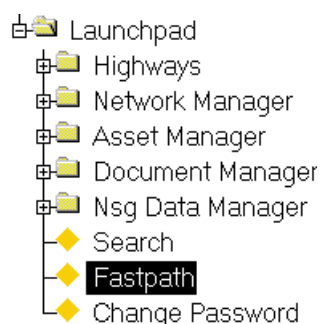 Launchpad
Highways
Network Manager
Asset Manager
Document Manager
Nsg Data Manager
Search
Fastpath
Change Password